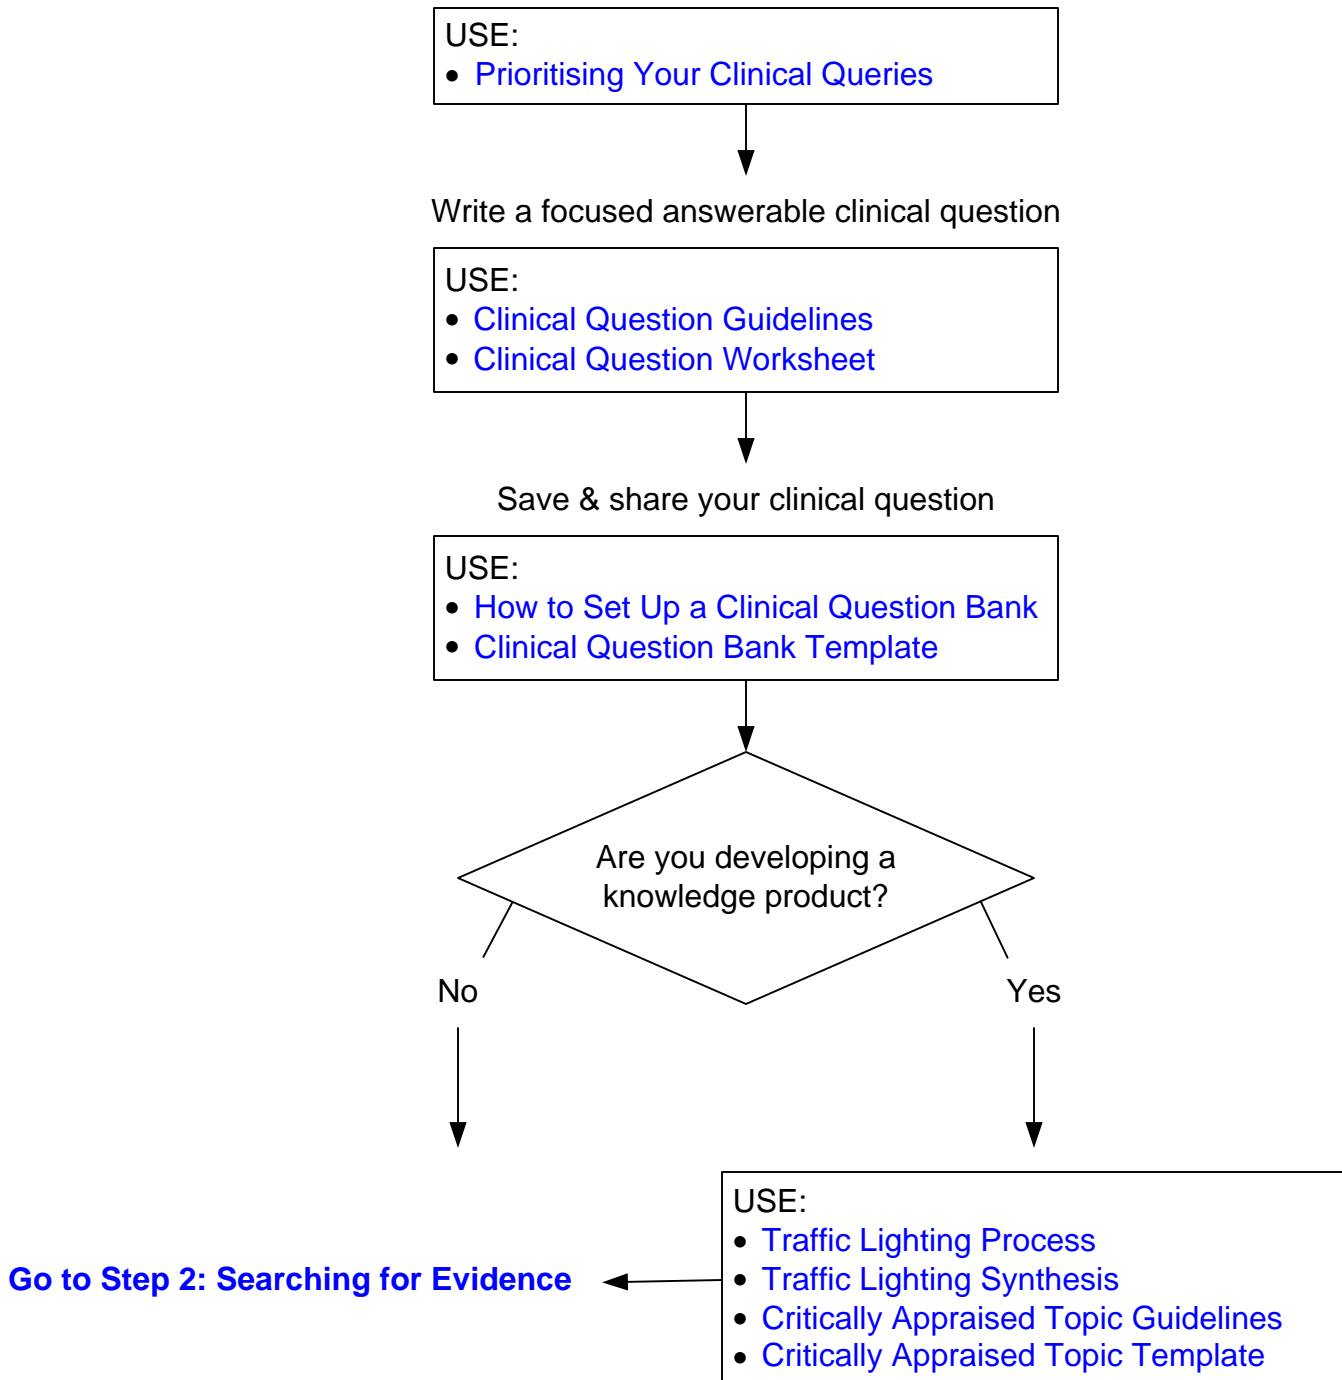 USE:
• Prioritising Your Clinical Queries
Write a focused answerable clinical question
USE:
• Clinical Question Guidelines
• Clinical Question Worksheet
Save & share your clinical question
USE:
• How to Set Up a Clinical Question Bank
• Clinical Question Bank Template
Are you developing a
knowledge product?
No
Yes
USE:
• Traffic Lighting Process
• Traffic Lighting Synthesis
• Critically Appraised Topic Guidelines
• Critically Appraised Topic Template
Go to Step 2: Searching for Evidence